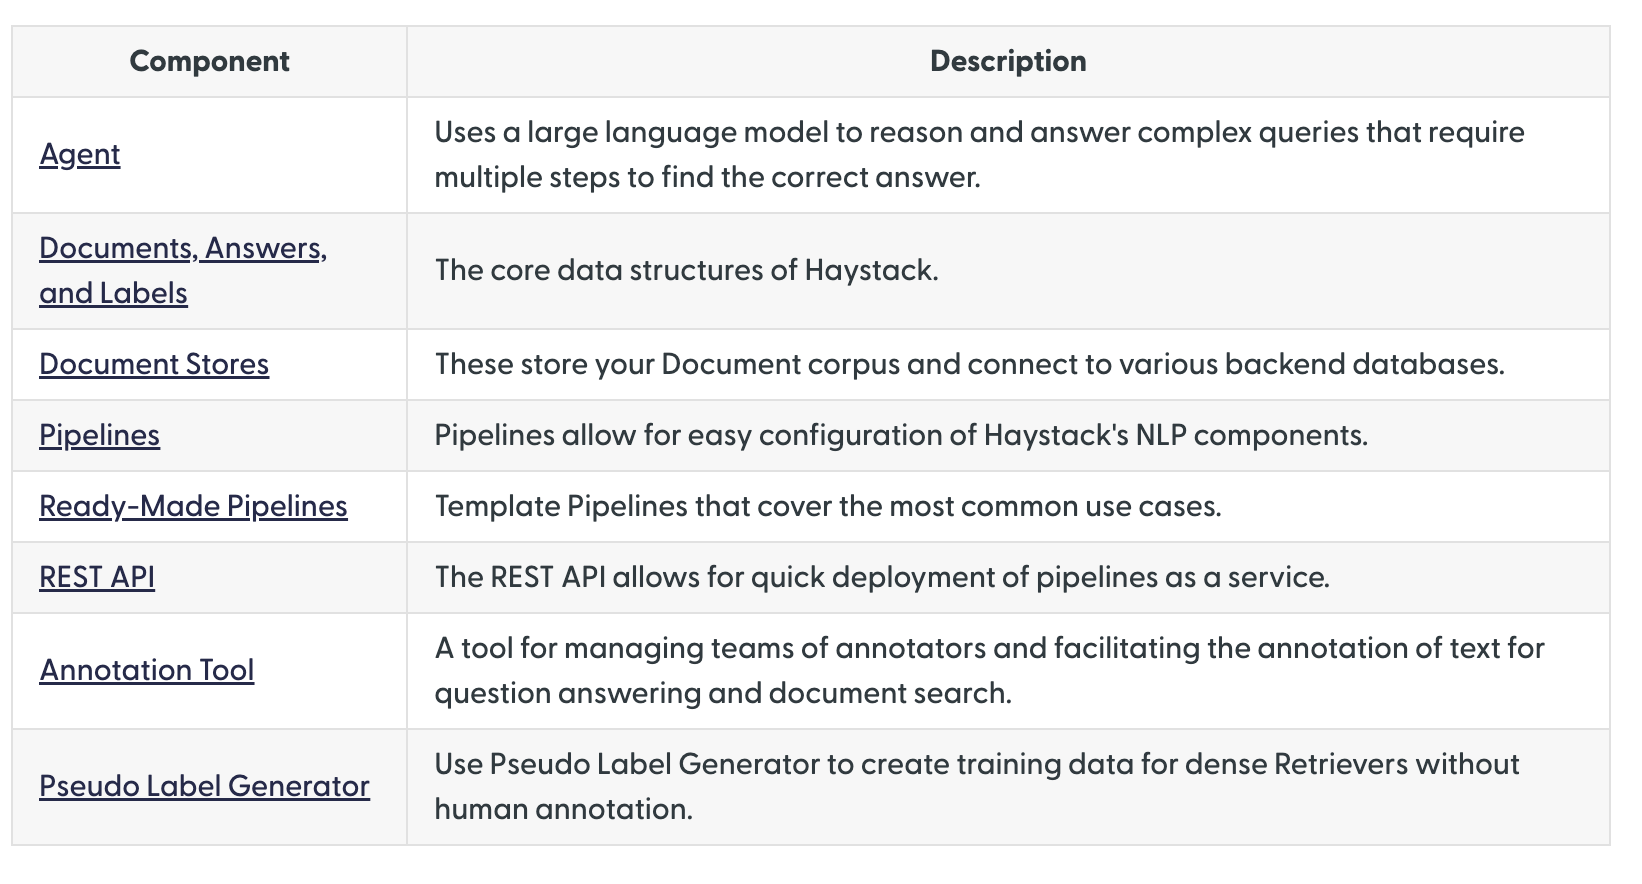 Component
Description
Agent
Uses a large language model to reason and answer complex queries that require
multiple steps to find the correct answer.
Documents, Answers,
and Labels
The core data structures of Haystack.
Document Stores
These store your Document corpus and connect to various backend databases.
Pipelines
Pipelines allow for easy configuration of Haystack's NLP components.
Ready-Made Pipelines
Template Pipelines that cover the most common use cases.
REST API
The REST API allows for quick deployment of pipelines as a service.
Annotation Tool
A tool for managing teams of annotators and facilitating the annotation of text for
question answering and document search.
Pseudo Label Generator
Use Pseudo Label Generator to create training data for dense Retrievers without
human annotation.